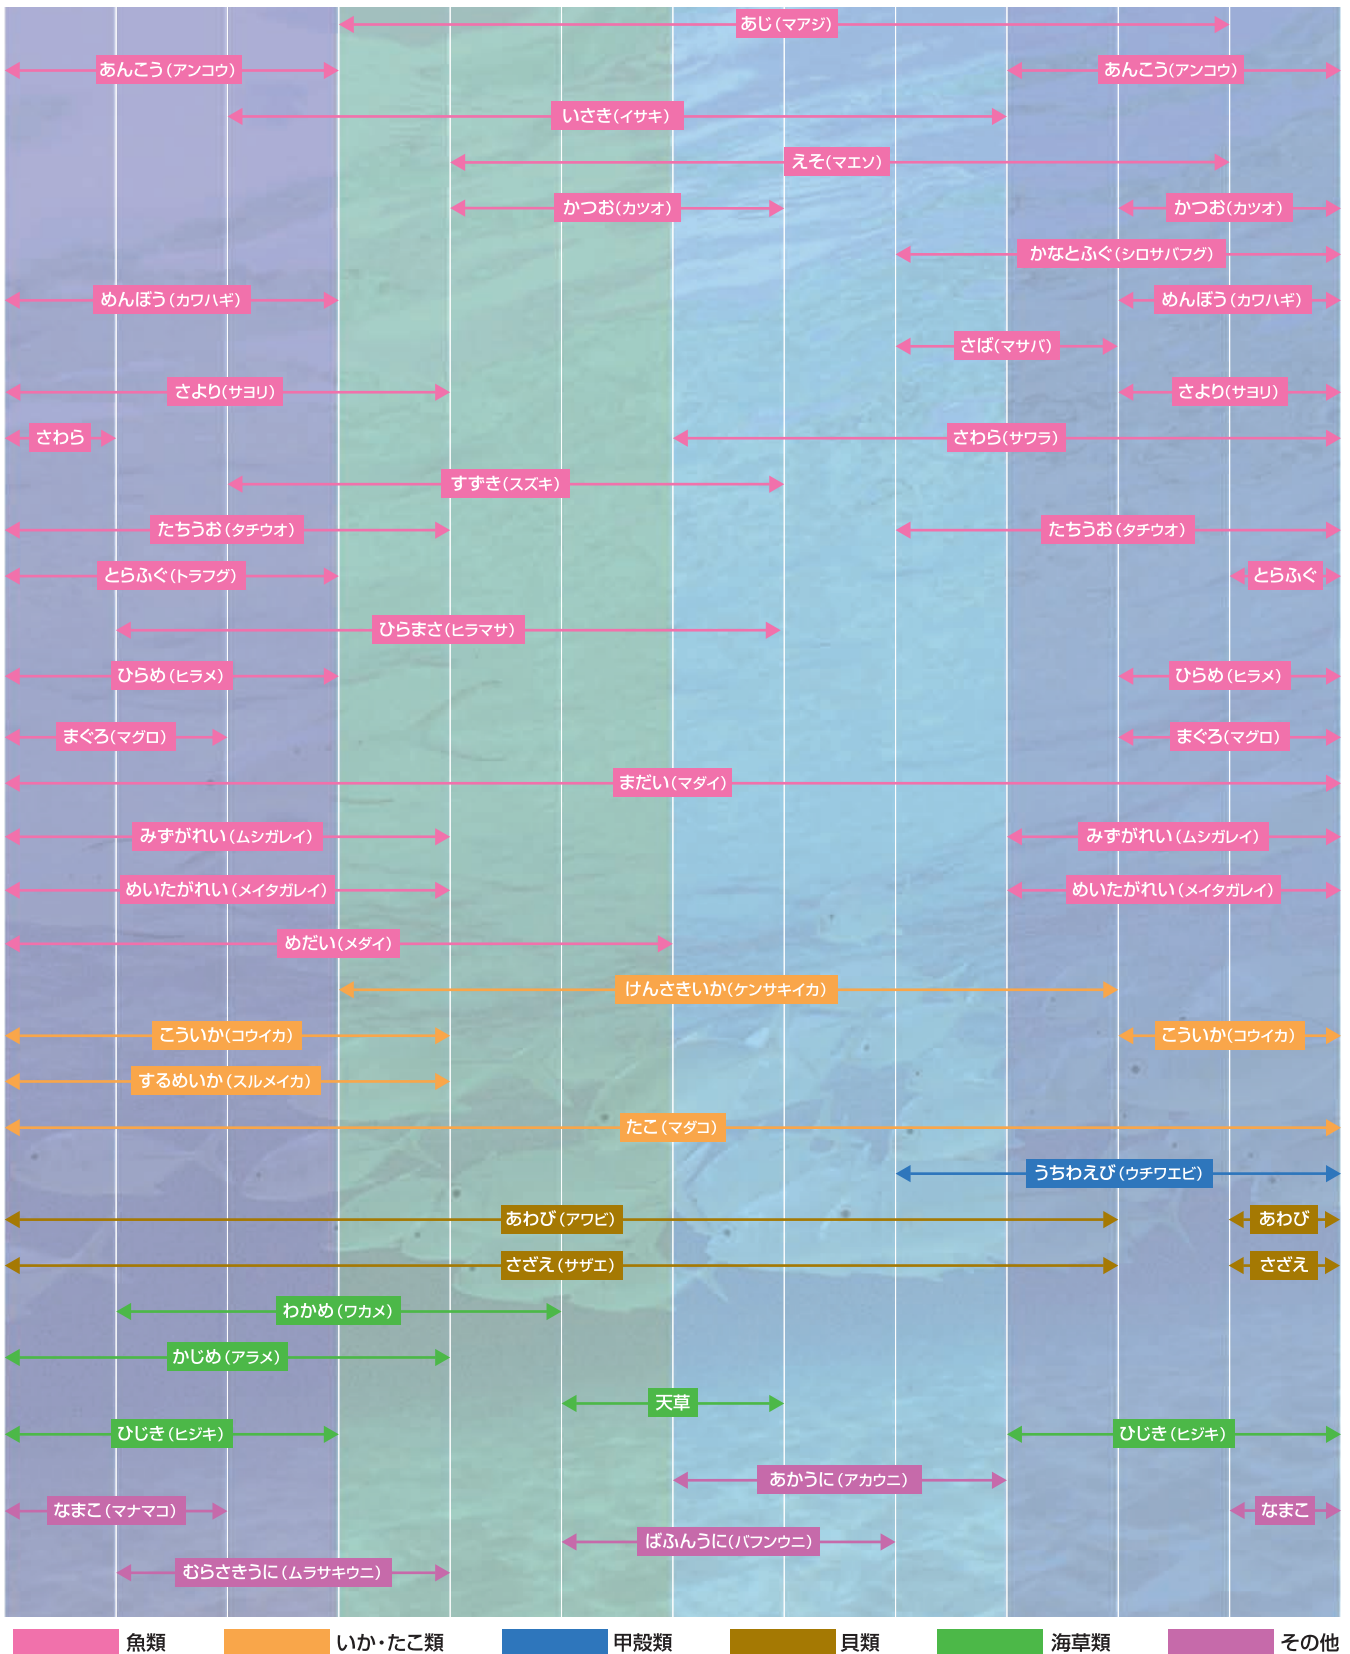 あじ（マアジ）
あんこう（アンコウ） あんこう（アンコウ）
いさき（イサキ）
えそ（マエソ）
かつお（カツオ） かつお（カツオ）
かなとふぐ（シロサバフグ）
めんぼう（カワハギ） めんぼう（カワハギ）
さば（マサバ）
さより（サヨリ） さより（サヨリ）
さわら さわら（サワラ）
すずき（スズキ）
たちうお（タチウオ） たちうお（タチウオ）
とらふぐ（トラフグ） とらふぐ
ひらまさ（ヒラマサ）
ひらめ（ヒラメ） ひらめ（ヒラメ）
まぐろ（マグロ） まぐろ（マグロ）
まだい（マダイ）
みずがれい（ムシガレイ） みずがれい（ムシガレイ）
めいたがれい（メイタガレイ） めいたがれい（メイタガレイ）
めだい（メダイ）
けんさきいか（ケンサキイカ）
こういか（コウイカ） こういか（コウイカ）
するめいか（スルメイカ）
たこ（マダコ）
うちわえび（ウチワエビ）
あわび（アワビ） あわび
さざえ（サザエ） さざえ
わかめ（ワカメ）
かじめ（アラメ）
天草
ひじき（ヒジキ） ひじき（ヒジキ）
あかうに（アカウニ）
なまこ（マナマコ） なまこ
ばふんうに（バフンウニ）
むらさきうに（ムラサキウニ）
魚類 いか・たこ類 甲殻類 貝類 海草類 その他